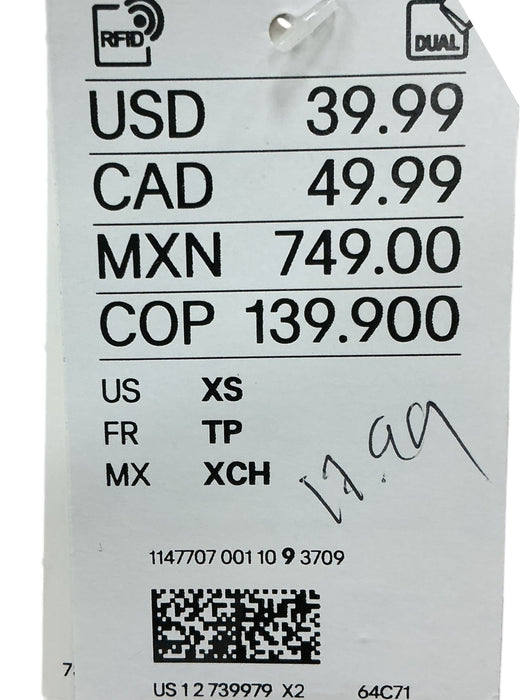 RFID DUAL
USD 39.99
CAD 49.99
MXN 749.00
COP 139.900
US XS
FR TP
MX XCH
17.99
1147707 001 10 9 3709
7
US 1 2 739979 X2 64C71